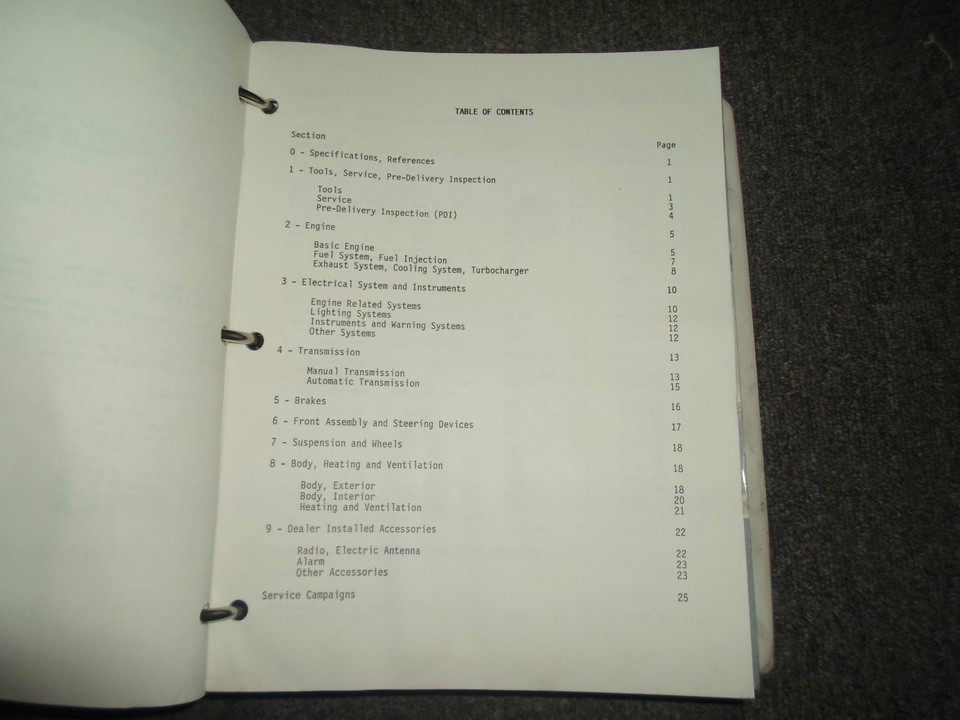 TABLE OF CONTENTS
Section Page
0 - Specifications, References 1
1 - Tools, Service, Pre-Delivery Inspection 1
Tools 1
Service 3
Pre-Delivery Inspection (PDI) 4
2 - Engine 5
Basic Engine 5
Fuel System, Fuel Injection 7
Exhaust System, Cooling System, Turbocharger 8
3 - Electrical System and Instruments 10
Engine Related Systems 10
Lighting Systems 12
Instruments and Warning Systems 12
Other Systems 12
4 - Transmission 13
Manual Transmission 13
Automatic Transmission 15
5 - Brakes 16
6 - Front Assembly and Steering Devices 17
7 - Suspension and Wheels 18
8 - Body, Heating and Ventilation 18
Body, Exterior 18
Body, Interior 20
Heating and Ventilation 21
9 - Dealer Installed Accessories 22
Radio, Electric Antenna 22
Alarm 23
Other Accessories 23
Service Campaigns 25